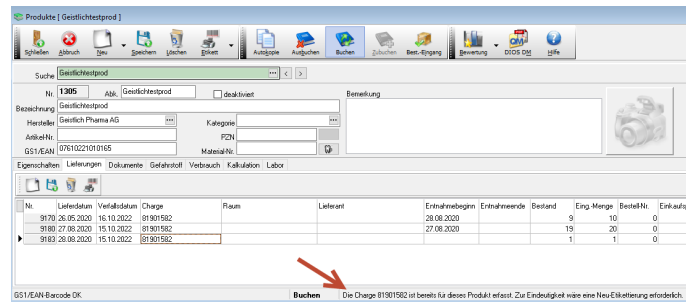 Produkte [ Geistlichtestprod ]
Schließen Abbruch Neu Speichern Löschen Etikett Autokopie Ausbuchen Buchen Zubuchen Best.-Eingang Bewertung DIOS DM Hilfe
Suche Geistlichtestprod ... < >
Nr. 1305 Abk. Geistlichtestprod deaktiviert Bemerkung
Bezeichnung Geistlichtestprod
Hersteller Geistlich Pharma AG ... Kategorie ...
Artikel-Nr. PZN
GS1/EAN 07610221010165 Material-Nr.
Eigenschaften Lieferungen Dokumente Gefahrstoff Verbrauch Kalkulation Labor
Nr. Lieferdatum Verfallsdatum Charge Raum Lieferant Entnahmebeginn Entnahmeende Bestand Eing.-Menge Bestell-Nr. Einkaufs
9170 26.05.2020 16.10.2022 81901582 28.08.2020 9 10 0
9180 27.08.2020 15.10.2022 81901582 27.08.2020 19 20 0
9183 28.08.2020 15.10.2022 81901582 1 1 0
GS1/EAN-Barcode OK Buchen Die Charge 81901582 ist bereits für dieses Produkt erfasst. Zur Eindeutigkeit wäre eine Neu-Etikettierung erforderlich.